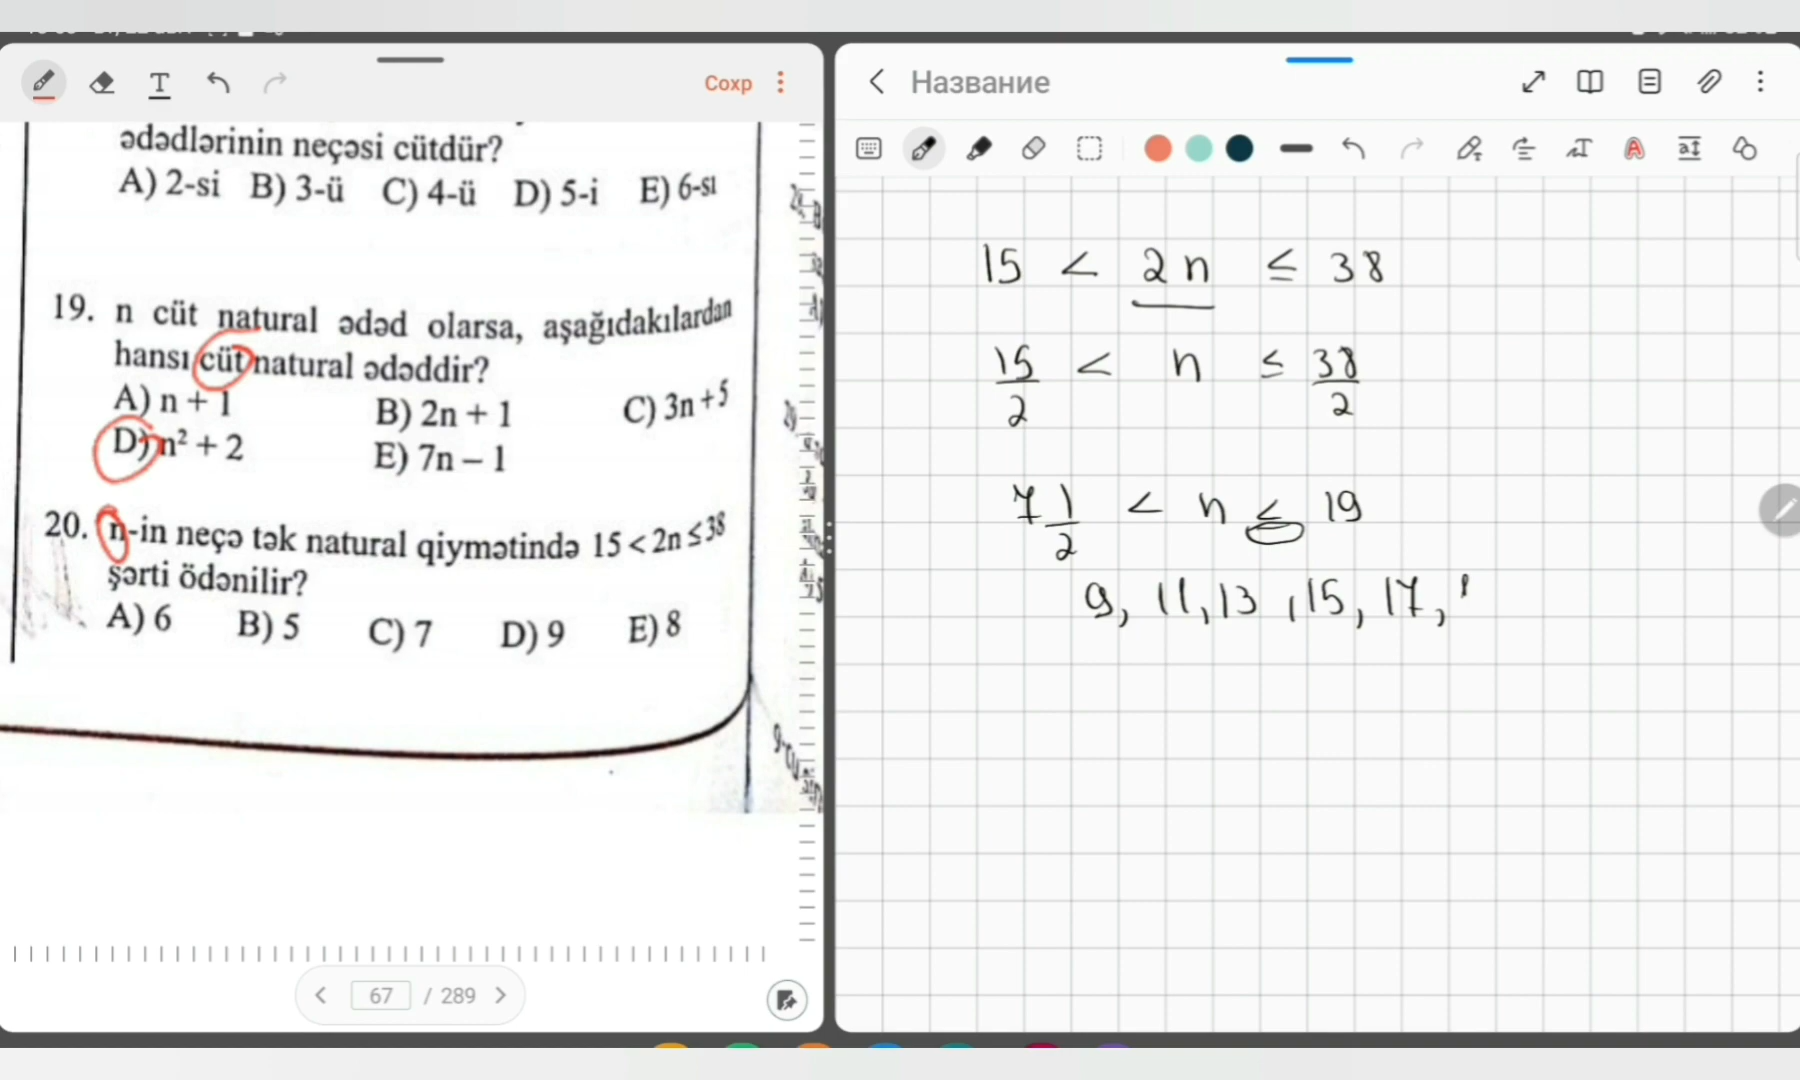 Сохр
ədədlərinin neçəsi cütdür?
A) 2-si B) 3-ü C) 4-ü D) 5-i E) 6-sı
19. n cüt natural ədəd olarsa, aşağıdakılardan
hansı cüt natural ədəddir?
A) n + 1 B) 2n + 1 C) 3n + 5
D) n² + 2 E) 7n – 1
20. n-in neçə tək natural qiymətində 15 < 2n ≤ 38
şərti ödənilir?
A) 6 B) 5 C) 7 D) 9 E) 8
67 / 289
Название
15 < 2n ≤ 38
15/2 < n ≤ 38/2
7 1/2 < n ≤ 19
9, 11, 13, 15, 17,